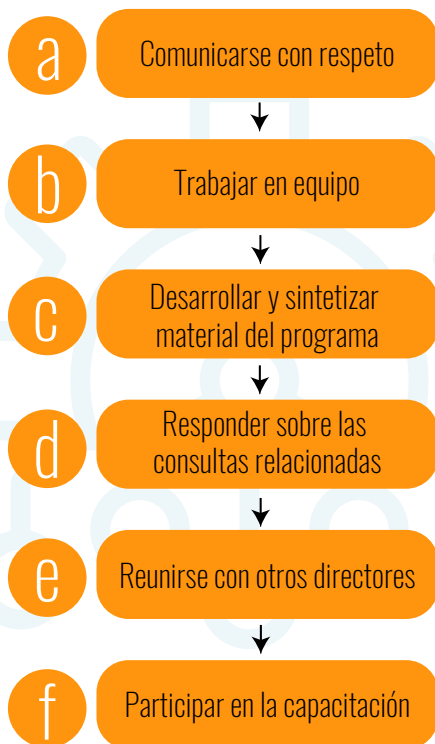 a
Comunicarse con respeto
b
Trabajar en equipo
c
Desarrollar y sintetizar
material del programa
d
Responder sobre las
consultas relacionadas
e
Reunirse con otros directores
f
Participar en la capacitación